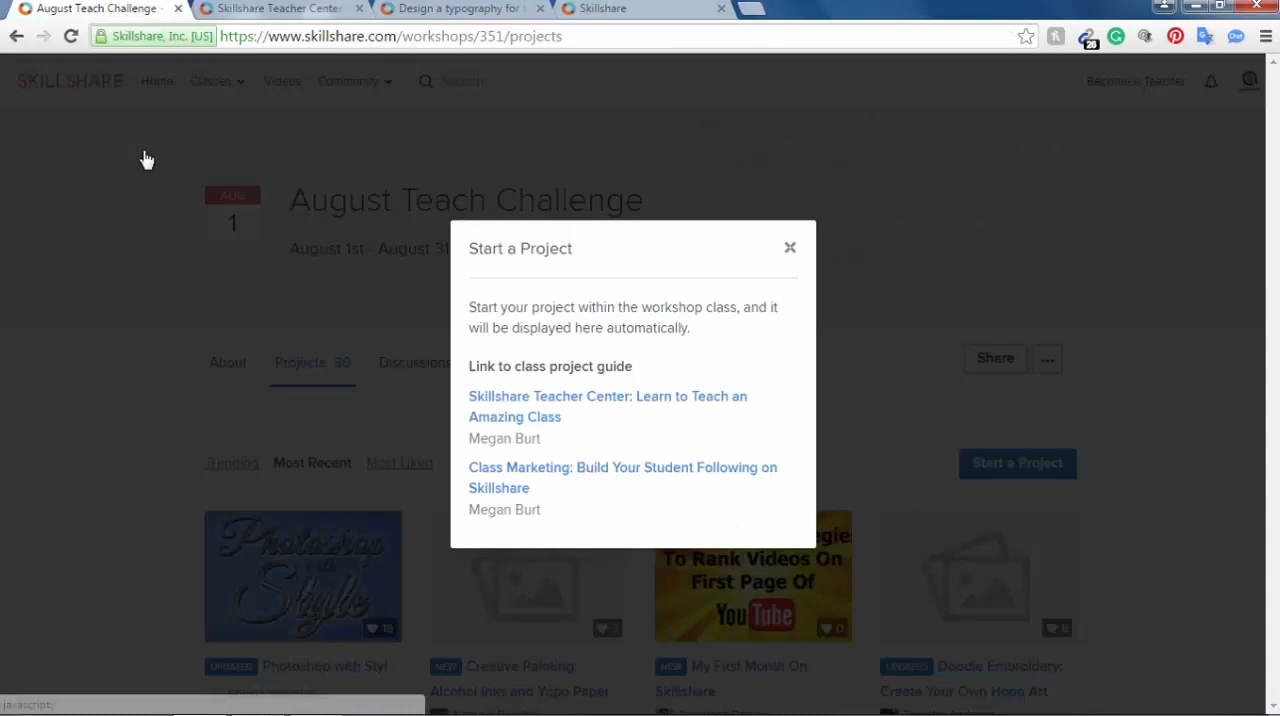 August Teach Challenge -
Skillshare Teacher Center
Design a typography for
Skillshare
Skillshare, Inc. [US]
https://www.skillshare.com/workshops/351/projects
28
SKILLSHARE
Home
Classes
Videos
Community
Search
Become a Teacher
AUG
1
August Teach Challenge
August 1st - August 31
Start a Project
Start your project within the workshop class, and it
will be displayed here automatically.
Link to class project guide
Skillshare Teacher Center: Learn to Teach an
Amazing Class
Megan Burt
Class Marketing: Build Your Student Following on
Skillshare
Megan Burt
About
Projects 30
Discussions
Share
...
Trending
Most Recent
Most Liked
Start a Project
Photoshop
with
Style
18
To Rank Videos On
First Page Of
YouTube
0
UPDATED Photoshop with Styl
NEW Creative Painting:
Alcohol Inks and Yupo Paper
NEW My First Month On
Skillshare
UPDATED Doodle Embroidery:
Create Your Own Hoop Art
javascript: